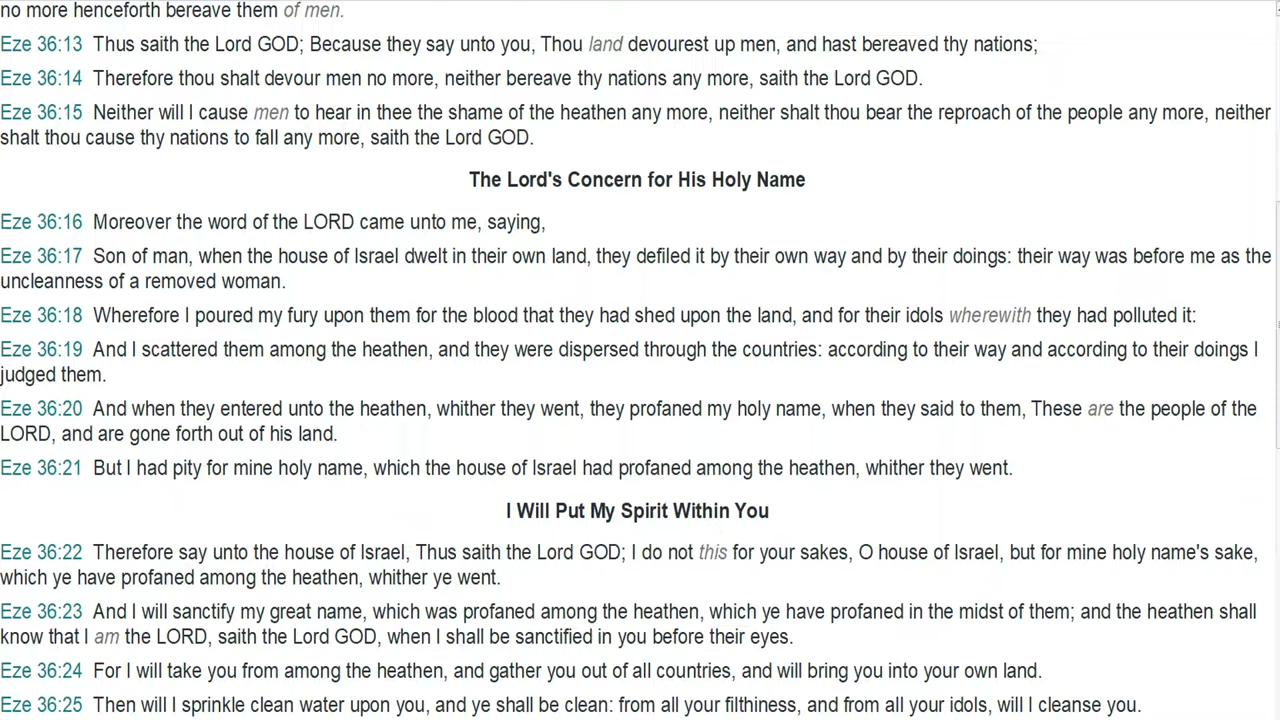 no more henceforth bereave them of men.
Eze 36:13 Thus saith the Lord GOD; Because they say unto you, Thou land devourest up men, and hast bereaved thy nations;
Eze 36:14 Therefore thou shalt devour men no more, neither bereave thy nations any more, saith the Lord GOD.
Eze 36:15 Neither will I cause men to hear in thee the shame of the heathen any more, neither shalt thou bear the reproach of the people any more, neither
shalt thou cause thy nations to fall any more, saith the Lord GOD.
The Lord's Concern for His Holy Name
Eze 36:16 Moreover the word of the LORD came unto me, saying,
Eze 36:17 Son of man, when the house of Israel dwelt in their own land, they defiled it by their own way and by their doings: their way was before me as the
uncleanness of a removed woman.
Eze 36:18 Wherefore I poured my fury upon them for the blood that they had shed upon the land, and for their idols wherewith they had polluted it:
Eze 36:19 And I scattered them among the heathen, and they were dispersed through the countries: according to their way and according to their doings I
judged them.
Eze 36:20 And when they entered unto the heathen, whither they went, they profaned my holy name, when they said to them, These are the people of the
LORD, and are gone forth out of his land.
Eze 36:21 But I had pity for mine holy name, which the house of Israel had profaned among the heathen, whither they went.
I Will Put My Spirit Within You
Eze 36:22 Therefore say unto the house of Israel, Thus saith the Lord GOD; I do not this for your sakes, O house of Israel, but for mine holy name's sake,
which ye have profaned among the heathen, whither ye went.
Eze 36:23 And I will sanctify my great name, which was profaned among the heathen, which ye have profaned in the midst of them; and the heathen shall
know that I am the LORD, saith the Lord GOD, when I shall be sanctified in you before their eyes.
Eze 36:24 For I will take you from among the heathen, and gather you out of all countries, and will bring you into your own land.
Eze 36:25 Then will I sprinkle clean water upon you, and ye shall be clean: from all your filthiness, and from all your idols, will I cleanse you.